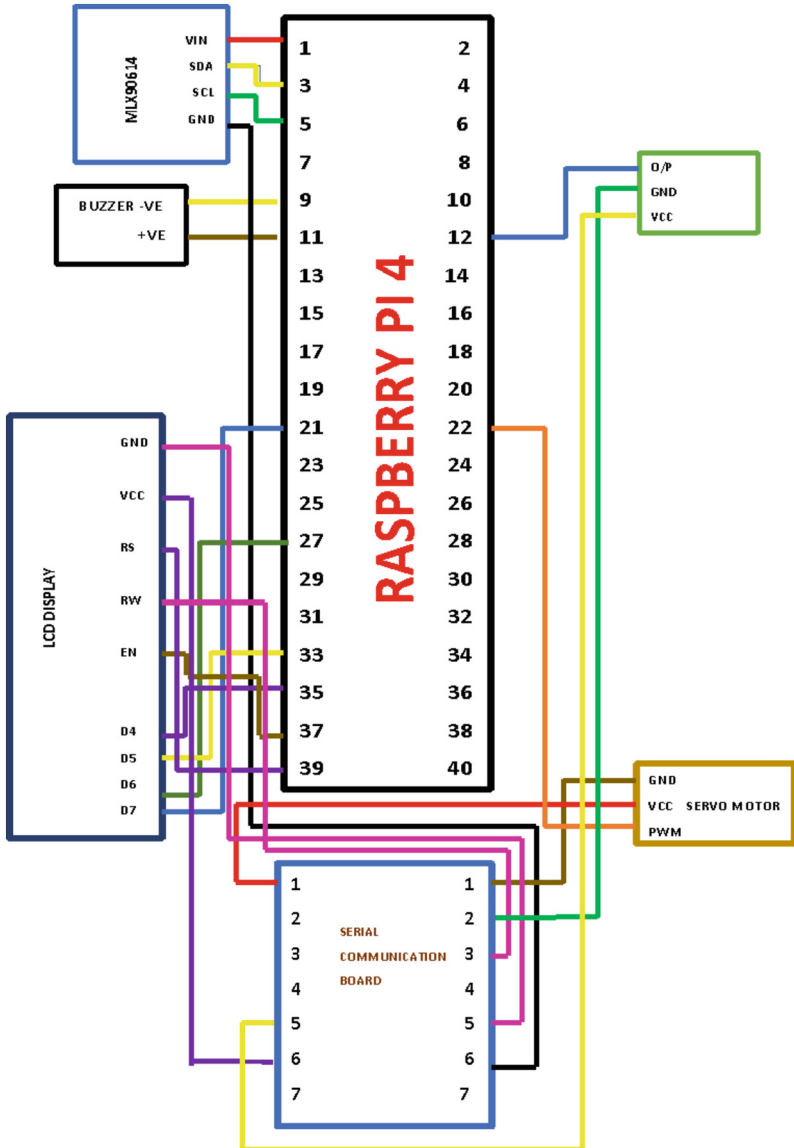 MLX90614
VIN
SDA
SCL
GND
BUZZER -VE
+VE
LCD DISPLAY
GND
VCC
RS
RW
EN
D4
D5
D6
D7
RASPBERRY PI 4
1 2
3 4
5 6
7 8
9 10
11 12
13 14
15 16
17 18
19 20
21 22
23 24
25 26
27 28
29 30
31 32
33 34
35 36
37 38
39 40
O/P
GND
VCC
GND
VCC SERVO MOTOR
PWM
SERIAL
COMMUNICATION
BOARD
1 1
2 2
3 3
4 4
5 5
6 6
7 7